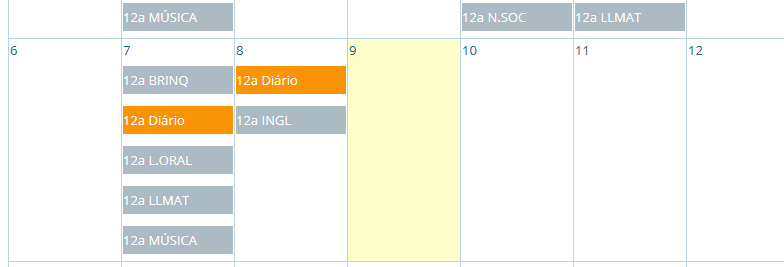 12a MÚSICA
12a N.SOC
12a LLMAT
6
7
8
9
10
11
12
12a BRINQ
12a Diário
12a Diário
12a INGL
12a L.ORAL
12a LLMAT
12a MÚSICA